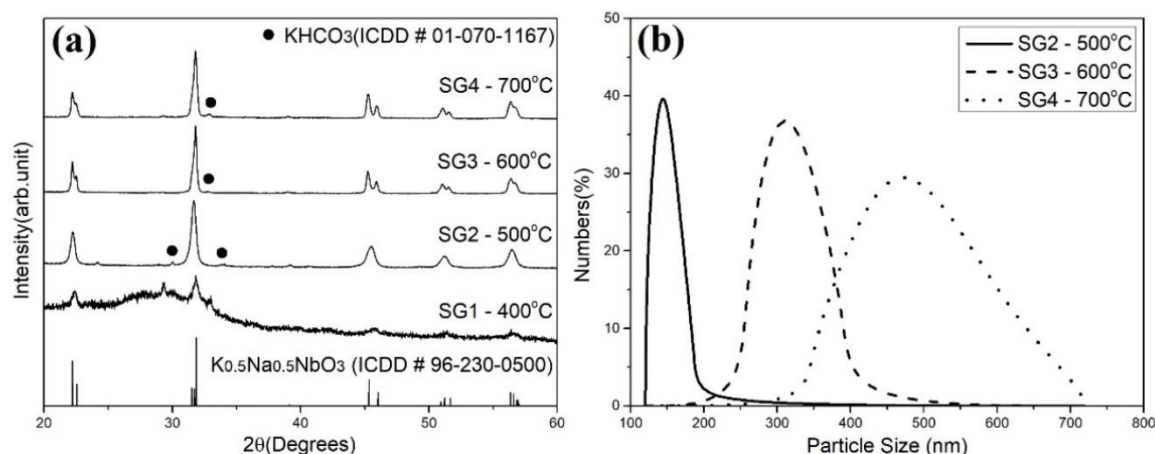 (a)
● KHCO3(ICDD # 01-070-1167)
SG4 - 700°C
SG3 - 600°C
SG2 - 500°C
SG1 - 400°C
K0.5Na0.5NbO3 (ICDD # 96-230-0500)
Intensity(arb.unit)
20 30 40 50 60
2θ(Degrees)
(b)
SG2 - 500°C
SG3 - 600°C
SG4 - 700°C
50
40
30
20
10
0
Numbers(%)
100 200 300 400 500 600 700 800
Particle Size (nm)